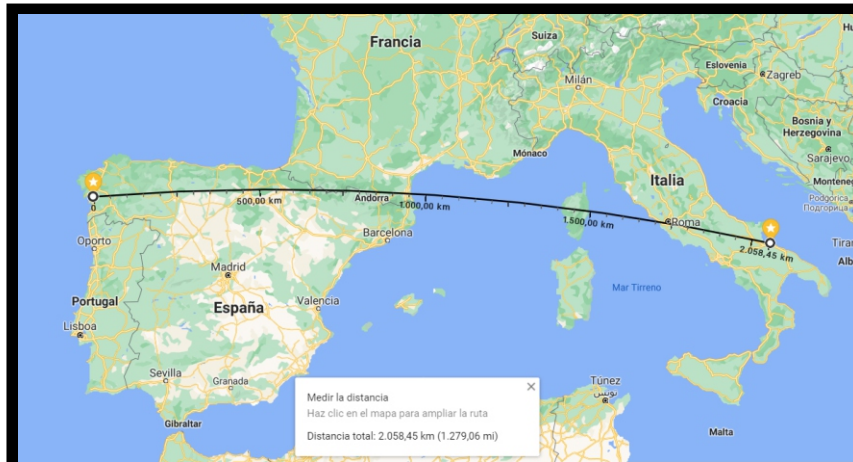 Francia
Suiza
Hu
Eslovenia
Zagreb
Milán
Croacia
Bosnia y
Herzegovina
Sarajevo
Mónaco
Italia
Montene
Подгорица
Подгорица
Andorra
500,00 km
1.000,00 km
0
1.500,00 km
Roma
Oporto
Barcelona
2.058,45 km
Tiran
Alb
Madrid
Mar Tirreno
Portugal
España
Valencia
Lisboa
Sevilla
Granada
Túnez
تونس
Gibraltar
Malta
Medir la distancia
Haz clic en el mapa para ampliar la ruta
Distancia total: 2.058,45 km (1.279,06 mi)